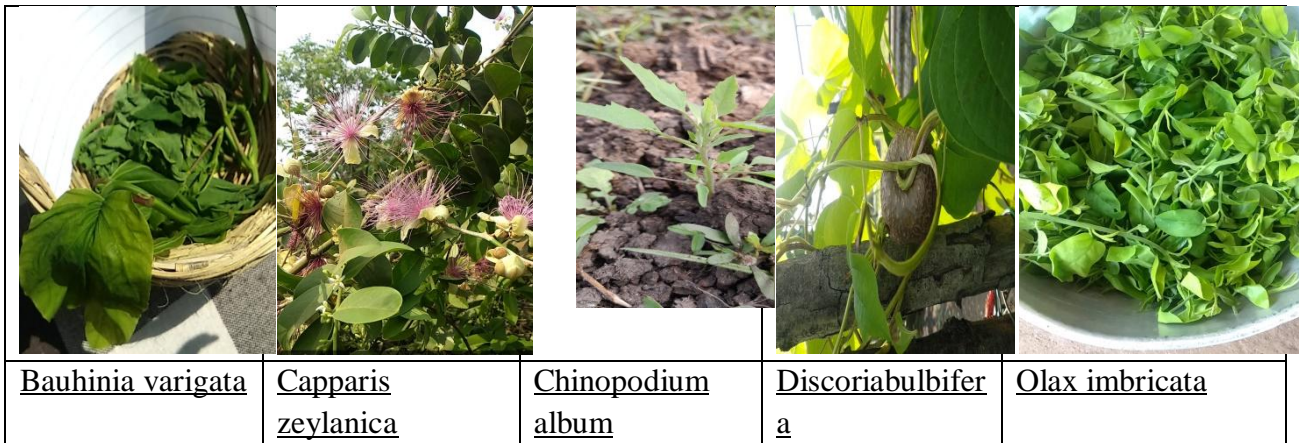 Bauhinia varigata
Capparis
zeylanica
Chinopodium
album
Discoriabulbifer
a
Olax imbricata